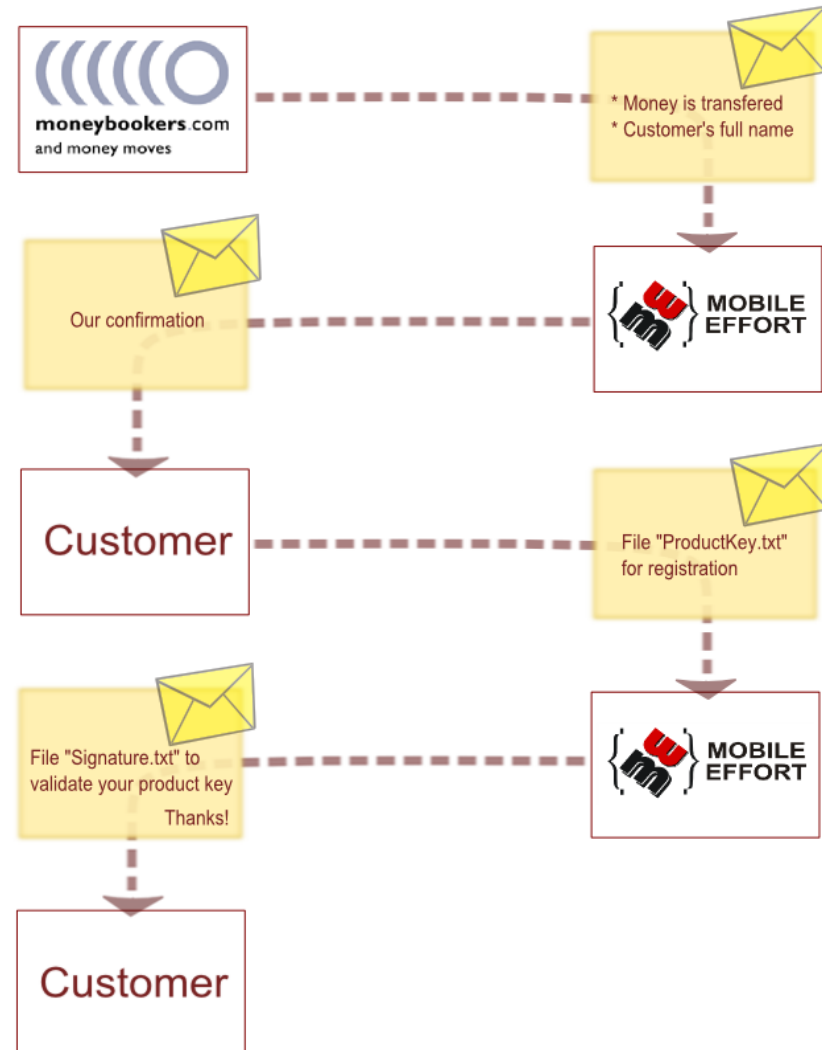 moneybookers.com
and money moves
* Money is transfered
* Customer's full name
Our confirmation
MOBILE
EFFORT
Customer
File "ProductKey.txt"
for registration
File "Signature.txt" to
validate your product key
Thanks!
MOBILE
EFFORT
Customer